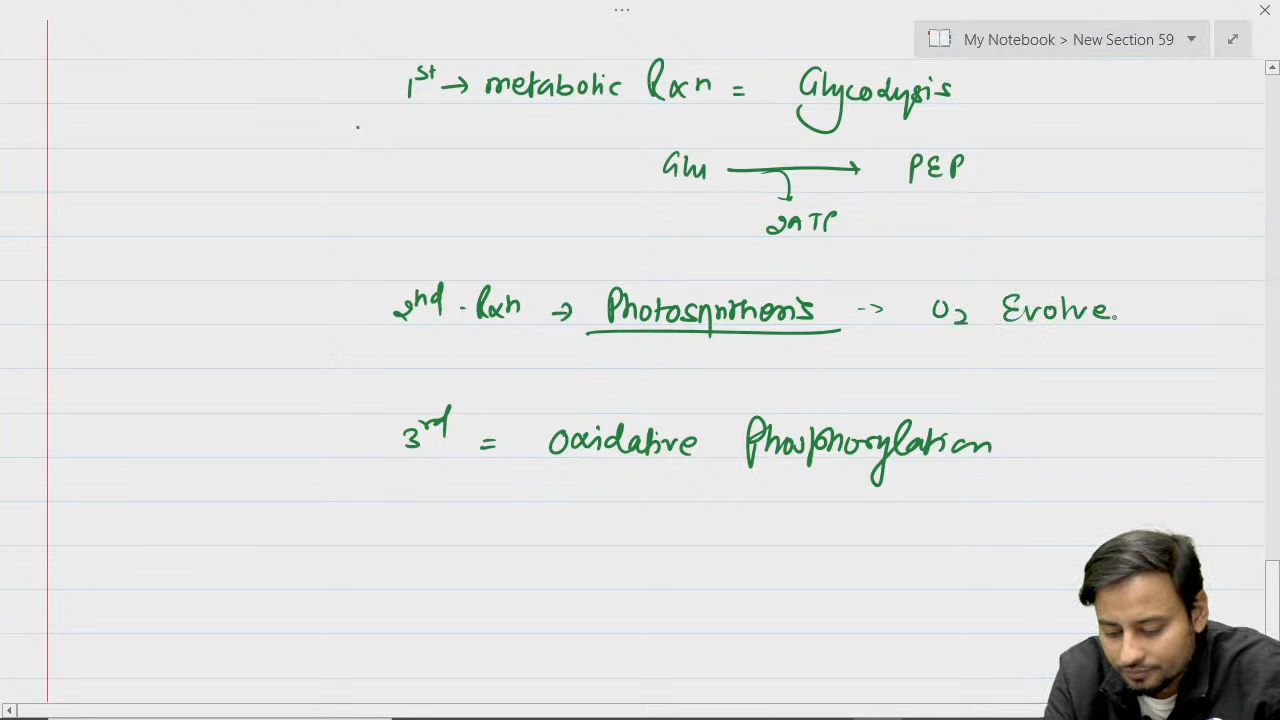 My Notebook > New Section 59
1st → metabolic Rxn = Glycolysis
Glu → PEP
2ATP
2nd - Rxn → Photosynthesis -> O2 Evolve.
3rd = Oxidative Phosphorylation